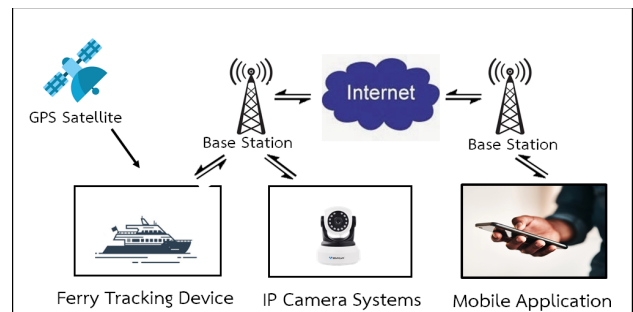 GPS Satellite
Base Station
Internet
Base Station
Ferry Tracking Device
IP Camera Systems
Mobile Application